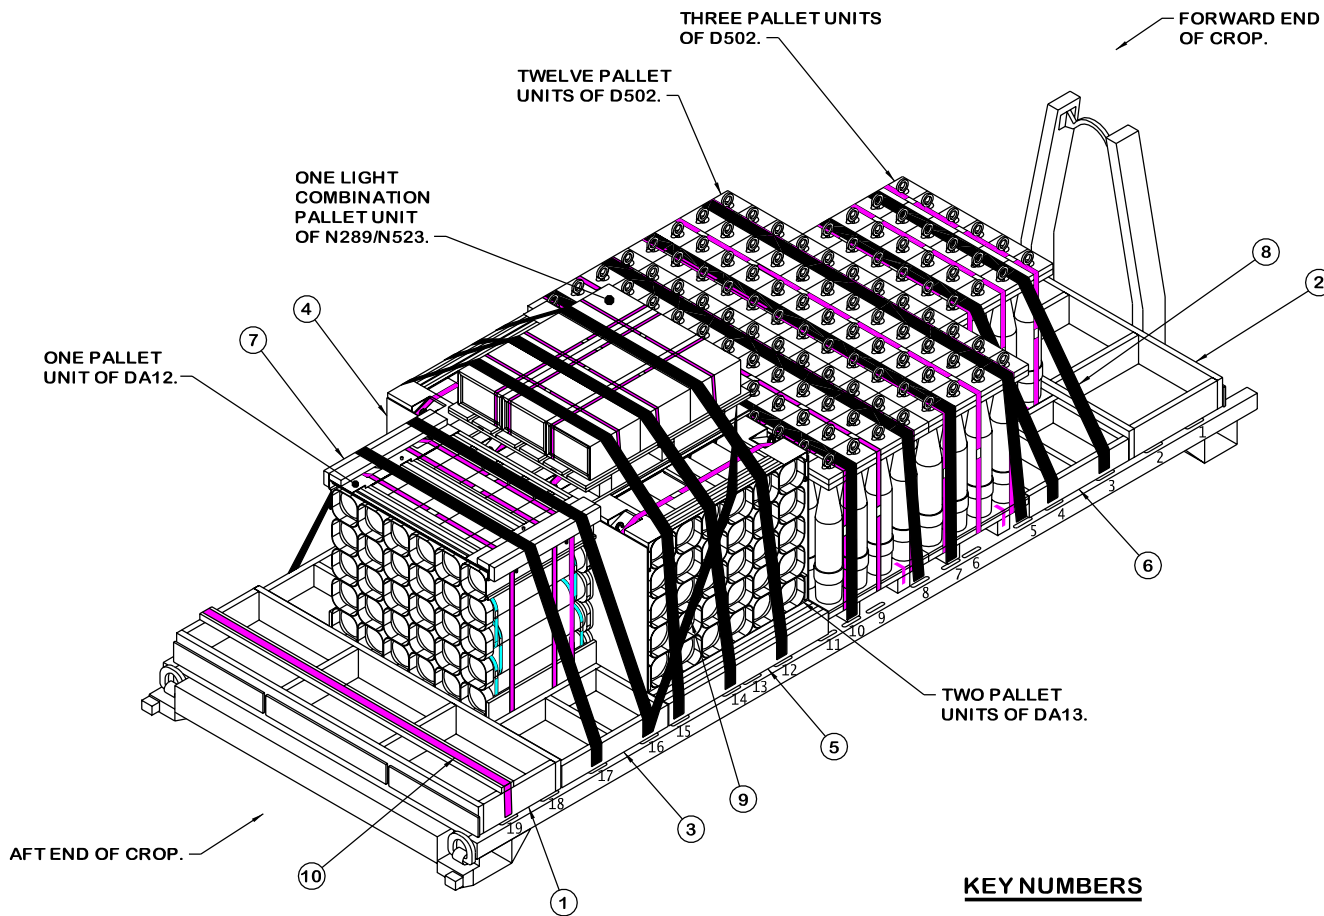 THREE PALLET UNITS
OF D502.
FORWARD END
OF CROP.
TWELVE PALLET
UNITS OF D502.
ONE LIGHT
COMBINATION
PALLET UNIT
OF N289/N523.
8
2
4
7
ONE PALLET
UNIT OF DA12.
1
2
3
4
5
6
7
8
9
10
11
12
13
14
15
16
17
18
19
6
TWO PALLET
UNITS OF DA13.
5
9
3
AFT END OF CROP.
10
1
KEY NUMBERS